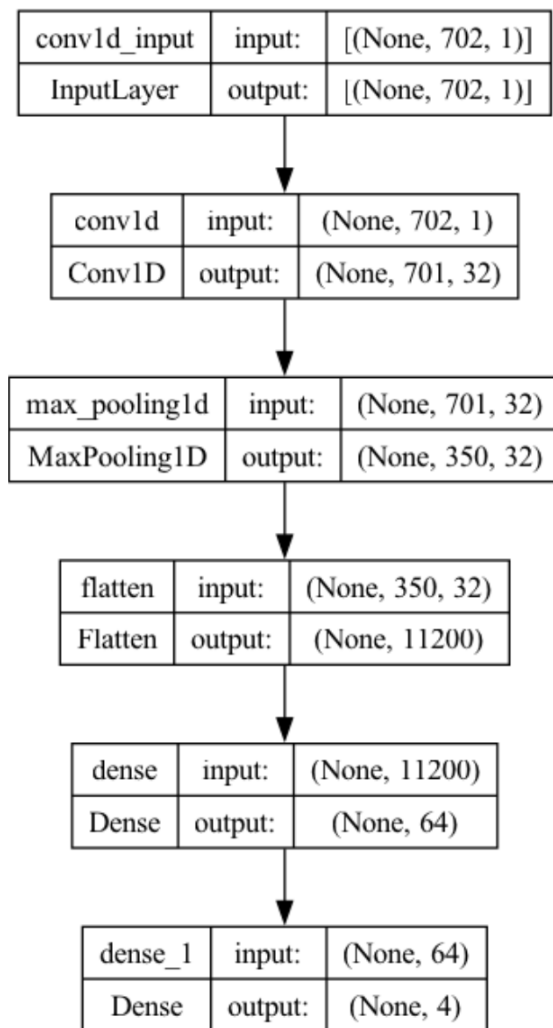 conv1d_input input: [(None, 702, 1)]
InputLayer output: [(None, 702, 1)]
conv1d input: (None, 702, 1)
Conv1D output: (None, 701, 32)
max_pooling1d input: (None, 701, 32)
MaxPooling1D output: (None, 350, 32)
flatten input: (None, 350, 32)
Flatten output: (None, 11200)
dense input: (None, 11200)
Dense output: (None, 64)
dense_1 input: (None, 64)
Dense output: (None, 4)